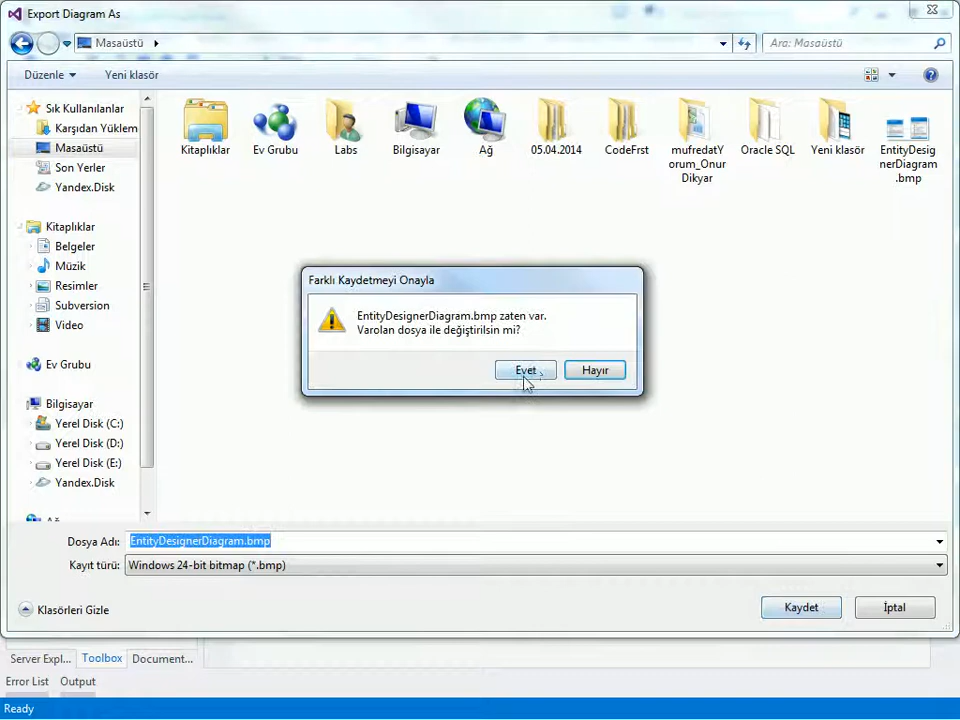 Export Diagram As
Masaüstü
Ara: Masaüstü
Düzenle
Yeni klasör
Sık Kullanılanlar
Karşıdan Yüklem
Masaüstü
Son Yerler
Yandex.Disk
Kitaplıklar
Belgeler
Müzik
Resimler
Subversion
Video
Ev Grubu
Bilgisayar
Yerel Disk (C:)
Yerel Disk (D:)
Yerel Disk (E:)
Yandex.Disk
Kitaplıklar
Ev Grubu
Labs
Bilgisayar
Ağ
05.04.2014
CodeFrst
mufredatY
orum_Onur
Dikyar
Oracle SQL
Yeni klasör
EntityDesig
nerDiagram
.bmp
Farklı Kaydetmeyi Onayla
EntityDesignerDiagram.bmp zaten var.
Varolan dosya ile değiştirilsin mi?
Evet
Hayır
Dosya Adı: EntityDesignerDiagram.bmp
Kayıt türü: Windows 24-bit bitmap (*.bmp)
Klasörleri Gizle
Kaydet
İptal
Server Expl...
Toolbox
Document...
Error List
Output
Ready